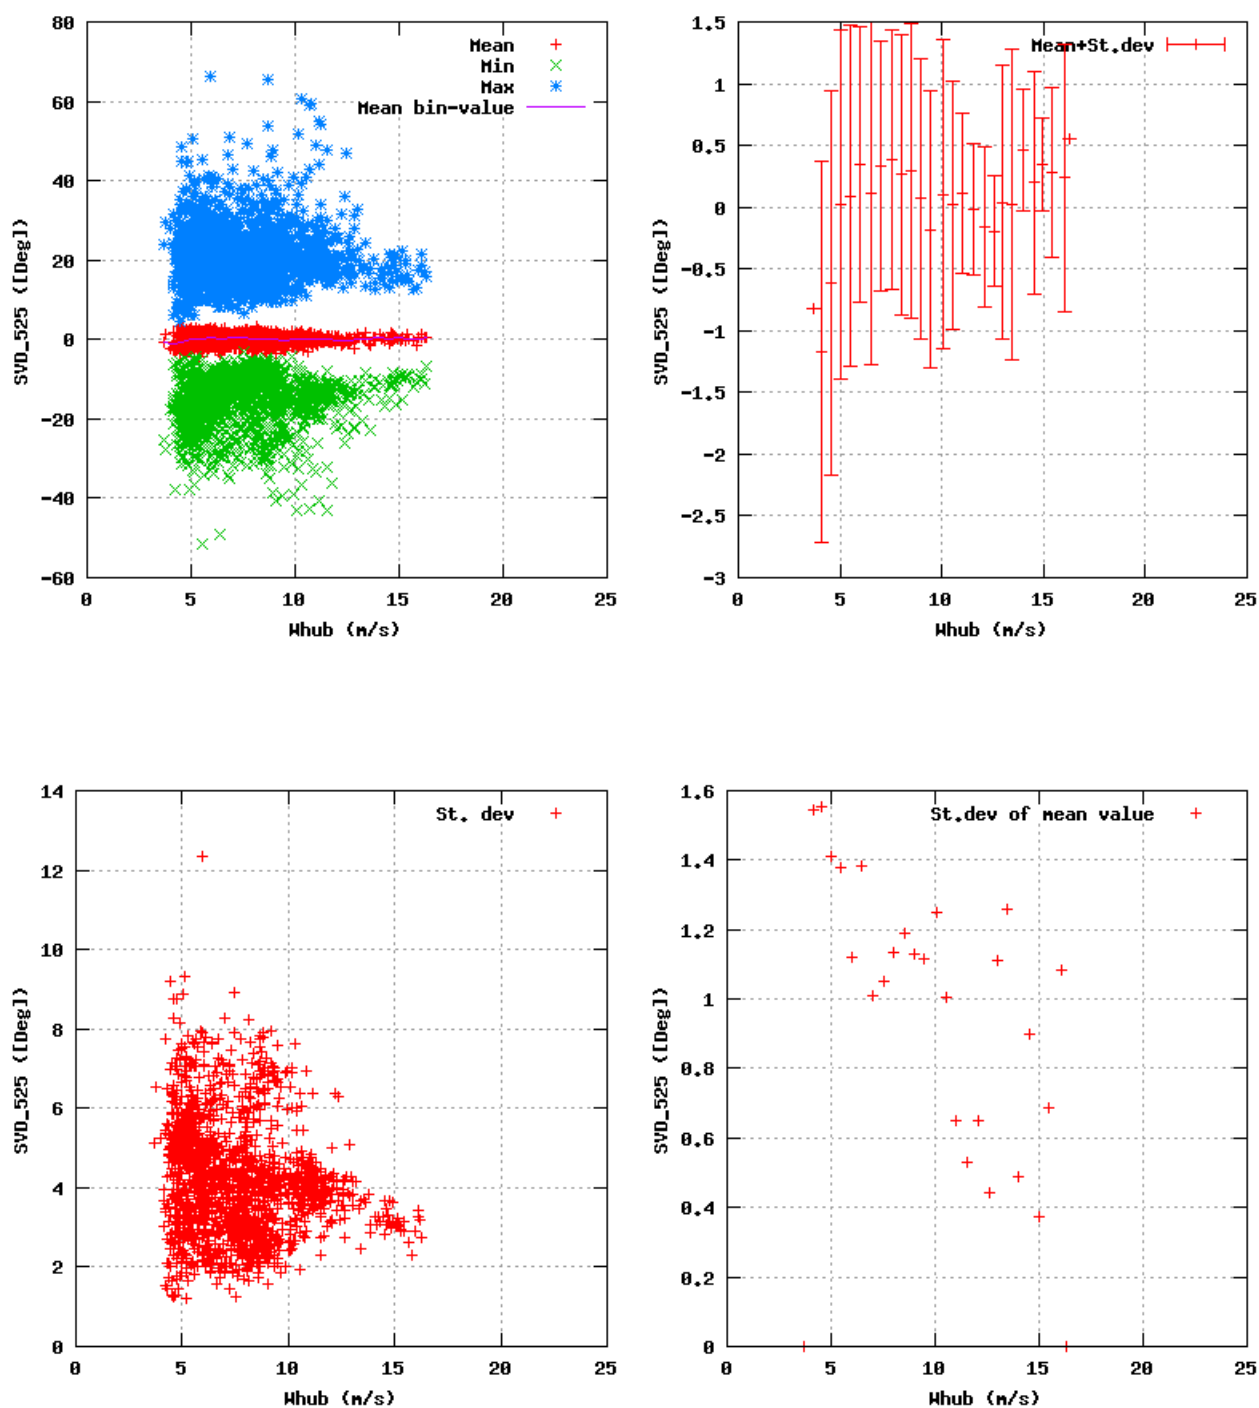 80
60
40
20
0
-20
-40
-60
0 5 10 15 20 25
SVD_525 ([Deg])
Whub (m/s)
Mean
Min
Max
Mean bin-value
1.5
1
0.5
0
-0.5
-1
-1.5
-2
-2.5
-3
0 5 10 15 20 25
SVD_525 ([Deg])
Whub (m/s)
Mean+St.dev
14
12
10
8
6
4
2
0
0 5 10 15 20 25
SVD_525 ([Deg])
Whub (m/s)
St. dev
1.6
1.4
1.2
1
0.8
0.6
0.4
0.2
0
0 5 10 15 20 25
SVD_525 ([Deg])
Whub (m/s)
St.dev of mean value